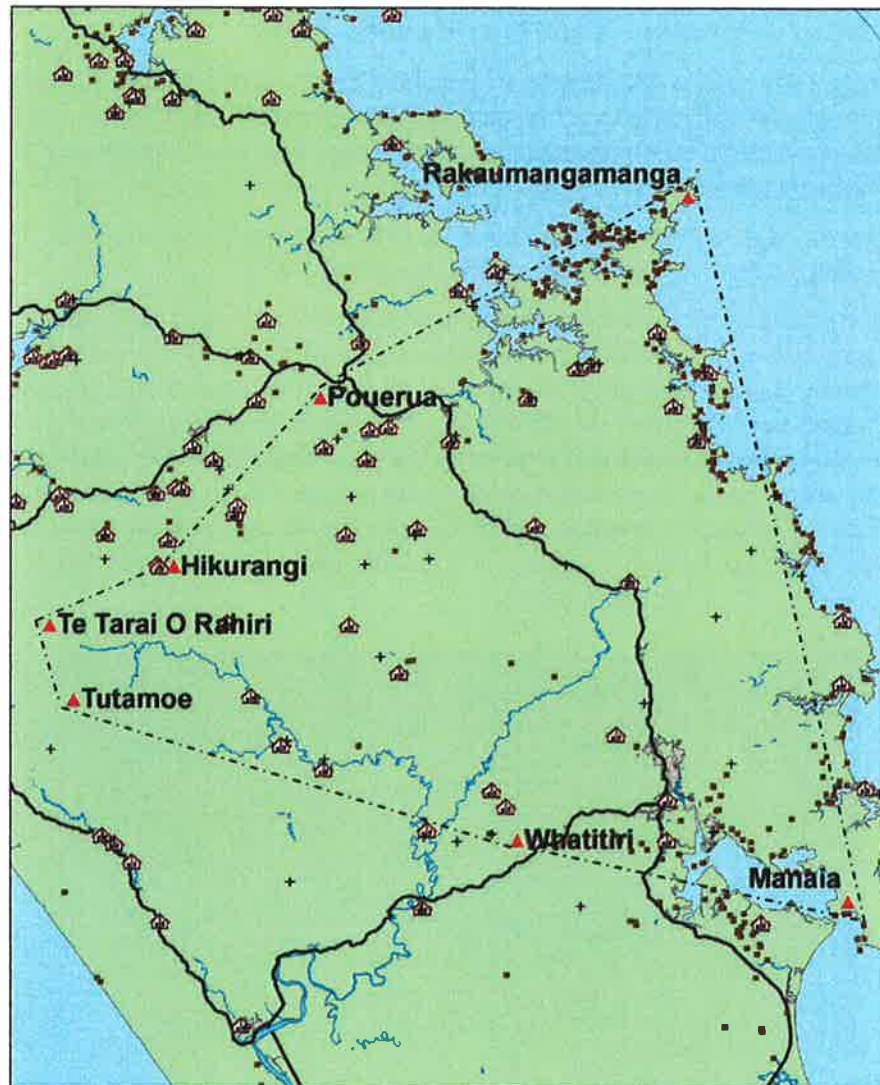 Rakaumangamanga
Pouerua
Hikurangi
Te Tarai O Rahiri
Tutamoe
Whatitiri
Manaia